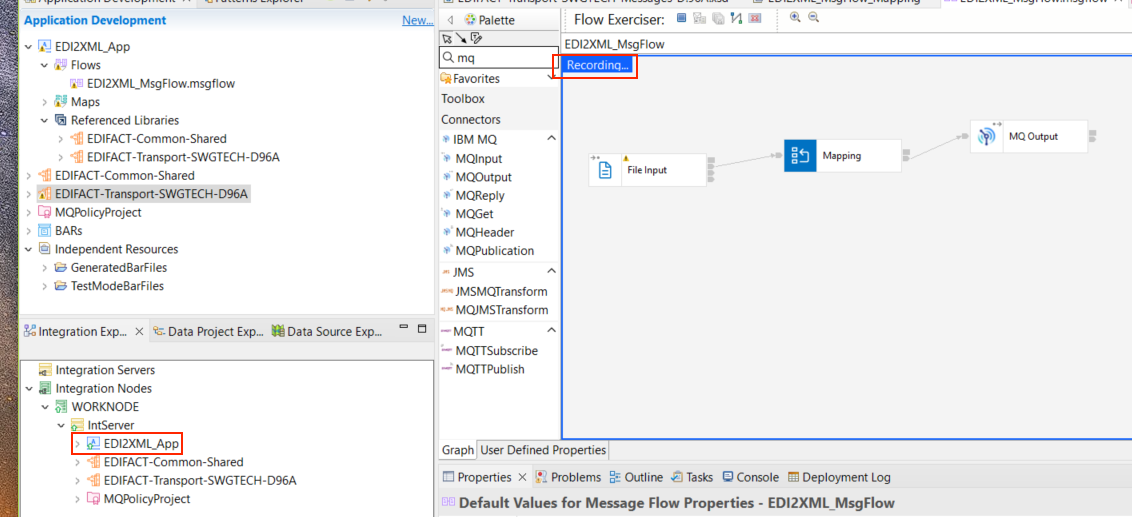 Application Development
Patterns Explorer
Application Development
New...
EDI2XML_App
Flows
EDI2XML_MsgFlow.msgflow
Maps
Referenced Libraries
EDIFACT-Common-Shared
EDIFACT-Transport-SWGTECH-D96A
EDIFACT-Common-Shared
EDIFACT-Transport-SWGTECH-D96A
MQPolicyProject
BARs
Independent Resources
GeneratedBarFiles
TestModeBarFiles
Integration Exp...
Data Project Exp...
Data Source Exp...
Integration Servers
Integration Nodes
WORKNODE
IntServer
EDI2XML_App
EDIFACT-Common-Shared
EDIFACT-Transport-SWGTECH-D96A
MQPolicyProject
EDIFACT-Transport-SWGTECH-Messages-D96A.xsd
EDI2XML_MsgFlow_Mapping
EDI2XML_MsgFlow.msgflow
Palette
Flow Exerciser:
mq
EDI2XML_MsgFlow
Recording...
Favorites
Toolbox
Connectors
IBM MQ
MQInput
MQOutput
MQReply
MQGet
MQHeader
MQPublication
JMS
JMSMQTransform
MQJMSTransform
MQTT
MQTTSubscribe
MQTTPublish
File Input
Mapping
MQ Output
Graph
User Defined Properties
Properties
Problems
Outline
Tasks
Console
Deployment Log
Default Values for Message Flow Properties - EDI2XML_MsgFlow